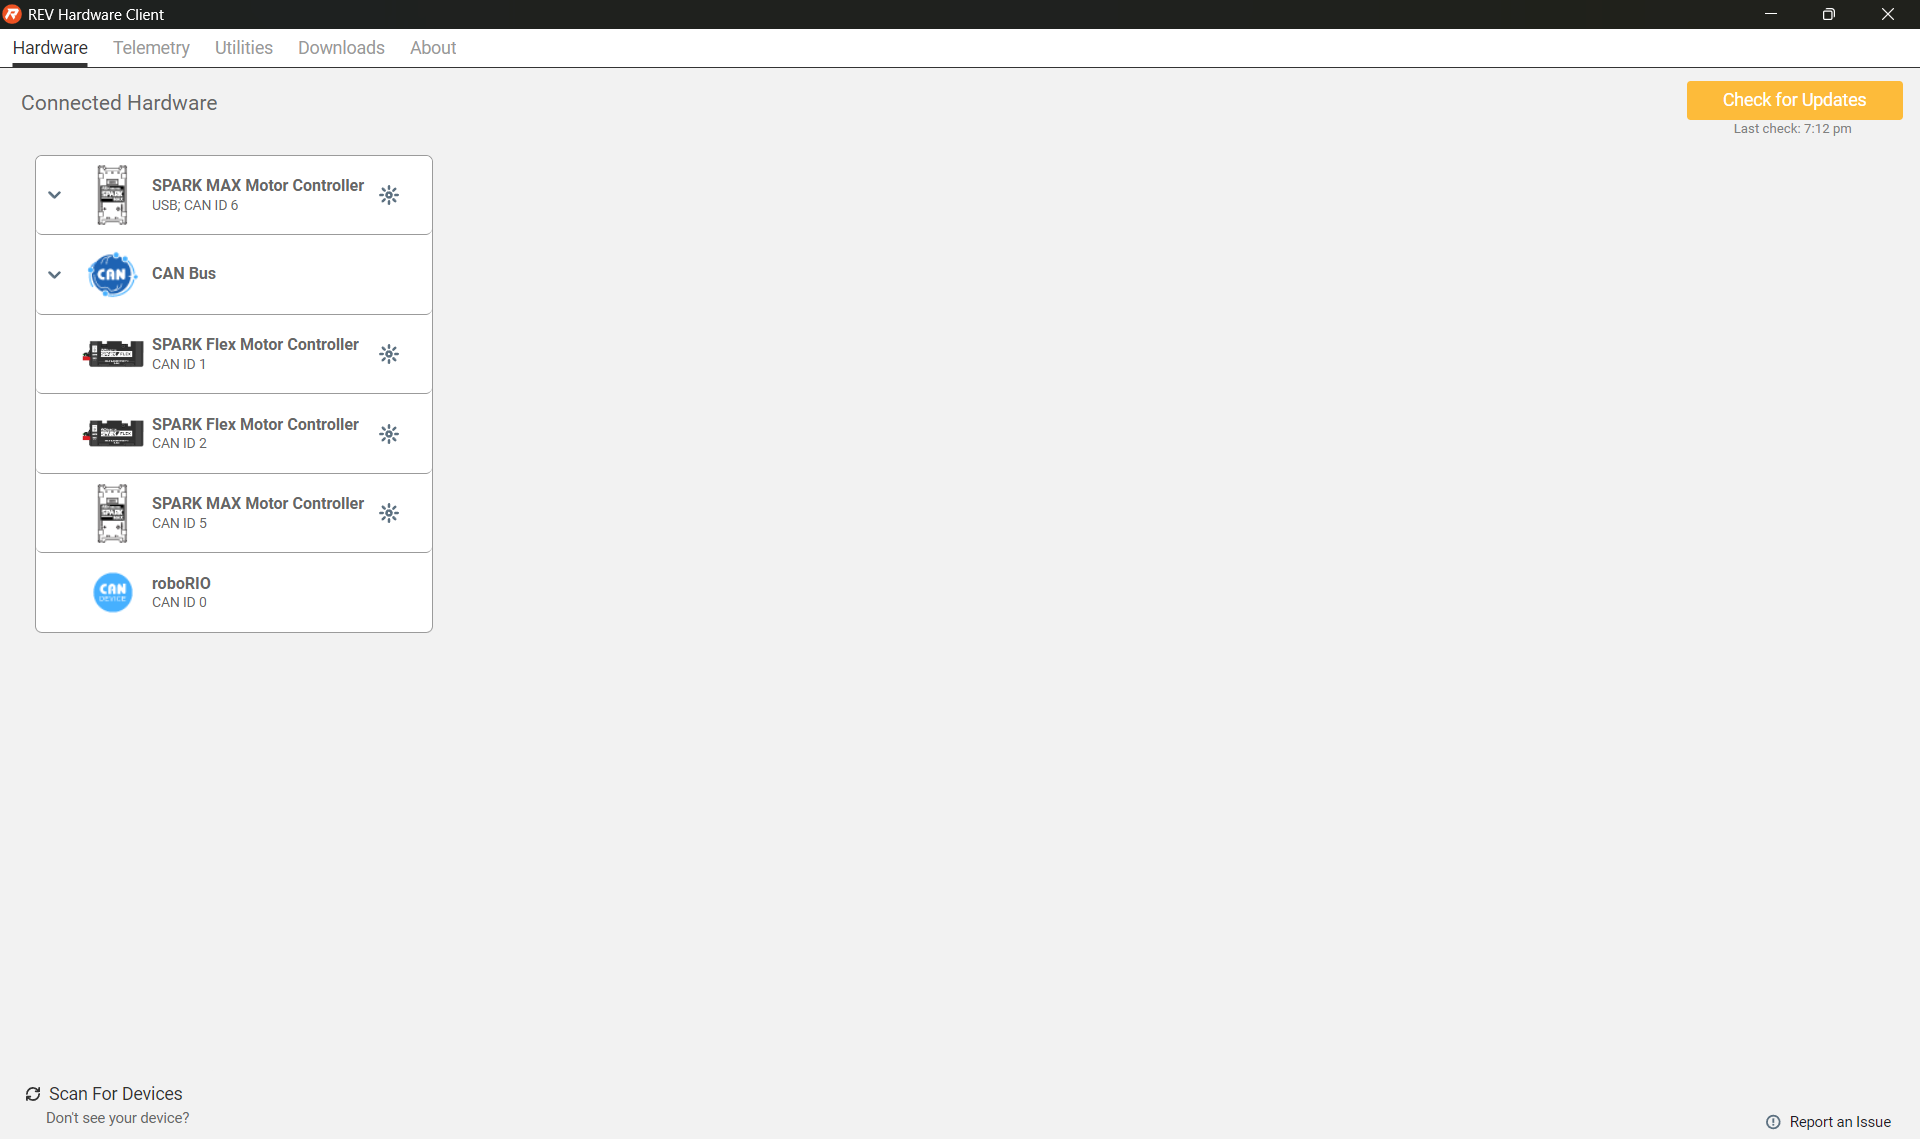 REV Hardware Client
Hardware Telemetry Utilities Downloads About
Connected Hardware
Check for Updates
Last check: 7:12 pm
SPARK MAX Motor Controller
USB; CAN ID 6
CAN
CAN Bus
SPARK Flex Motor Controller
CAN ID 1
SPARK Flex Motor Controller
CAN ID 2
SPARK MAX Motor Controller
CAN ID 5
CAN
DEVICE
roboRIO
CAN ID 0
Scan For Devices
Don't see your device?
Report an Issue